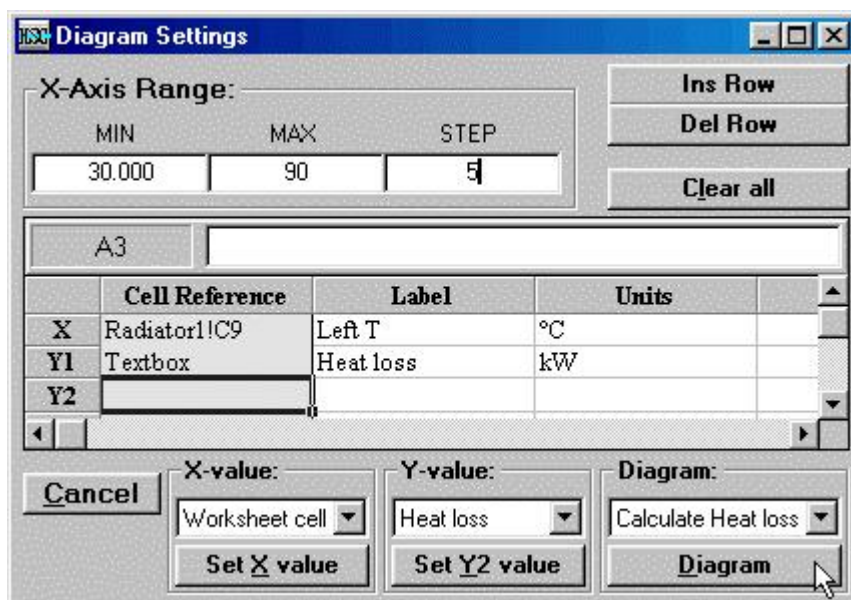 HSC Diagram Settings
X-Axis Range:
MIN MAX STEP
30.000 90 5
Ins Row
Del Row
Clear all
A3
Cell Reference Label Units
X Radiator1!C9 Left T °C
Y1 Textbox Heat loss kW
Y2
Cancel
X-value:
Worksheet cell
Set X value
Y-value:
Heat loss
Set Y2 value
Diagram:
Calculate Heat loss
Diagram